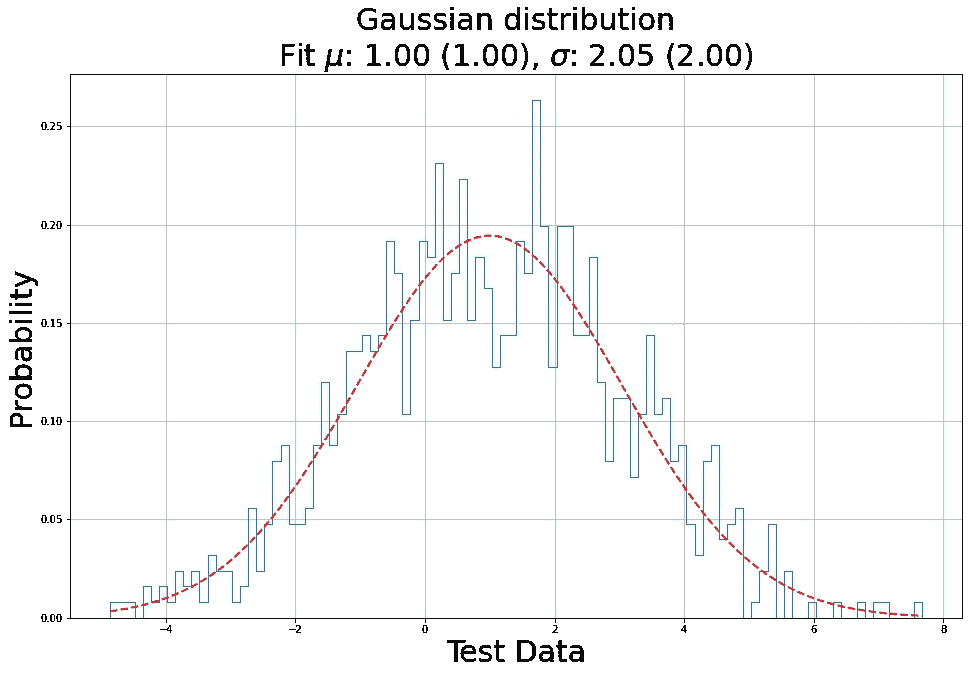 Gaussian distribution
Fit μ: 1.00 (1.00), σ: 2.05 (2.00)
Probability
0.25
0.20
0.15
0.10
0.05
0.00
−4 −2 0 2 4 6 8
Test Data